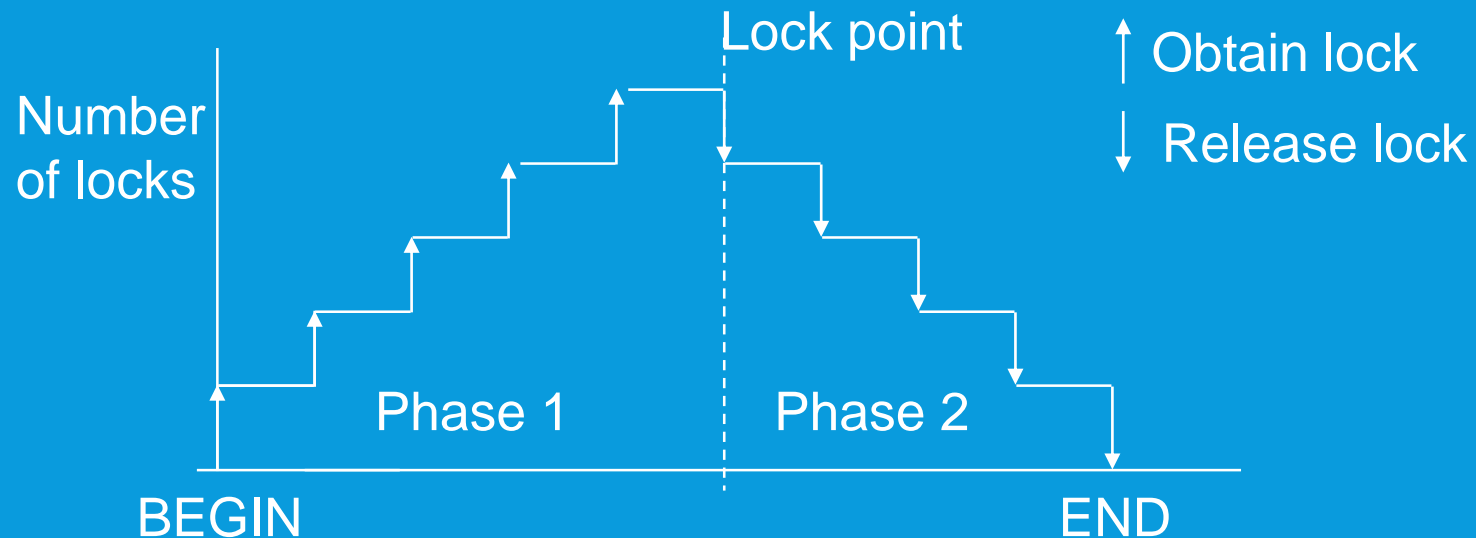 Lock point
Obtain lock
Number
of locks
Release lock
Phase 1
Phase 2
BEGIN
END